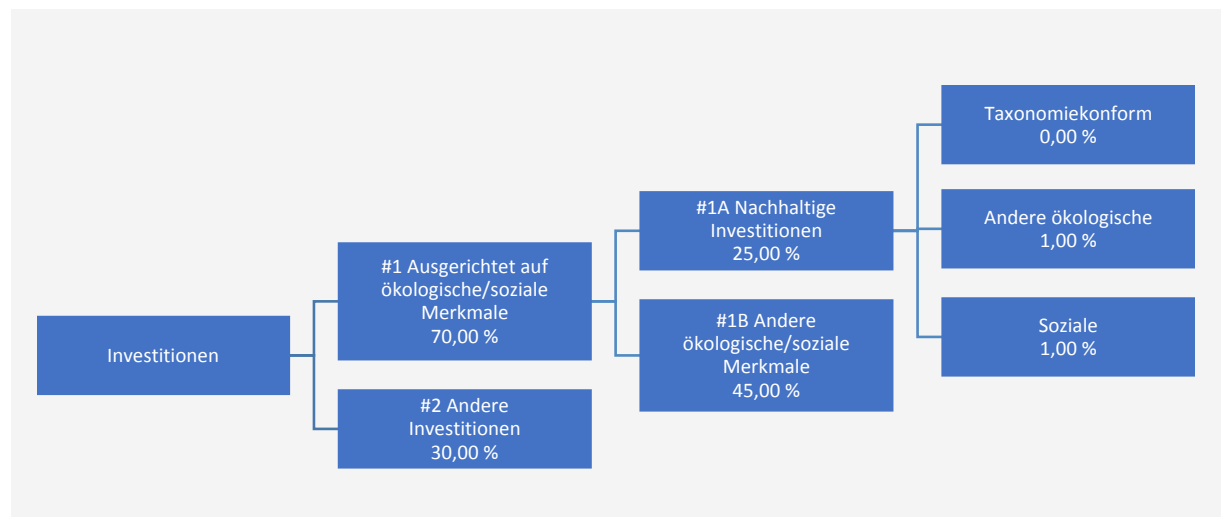 Investitionen
#1 Ausgerichtet auf
ökologische/soziale
Merkmale
70,00 %
#2 Andere
Investitionen
30,00 %
#1A Nachhaltige
Investitionen
25,00 %
#1B Andere
ökologische/soziale
Merkmale
45,00 %
Taxonomiekonform
0,00 %
Andere ökologische
1,00 %
Soziale
1,00 %